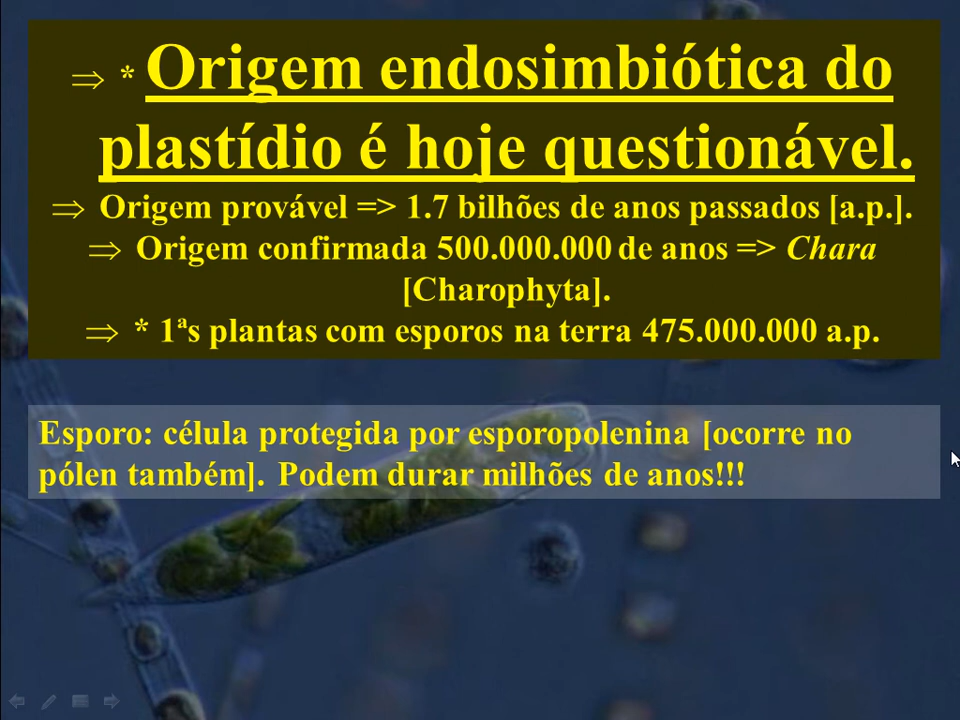 ⇒ * Origem endosimbiótica do
plastídio é hoje questionável.
⇒ Origem provável => 1.7 bilhões de anos passados [a.p.].
⇒ Origem confirmada 500.000.000 de anos => Chara
[Charophyta].
⇒ * 1ªs plantas com esporos na terra 475.000.000 a.p.
Esporo: célula protegida por esporopolenina [ocorre no
pólen também]. Podem durar milhões de anos!!!